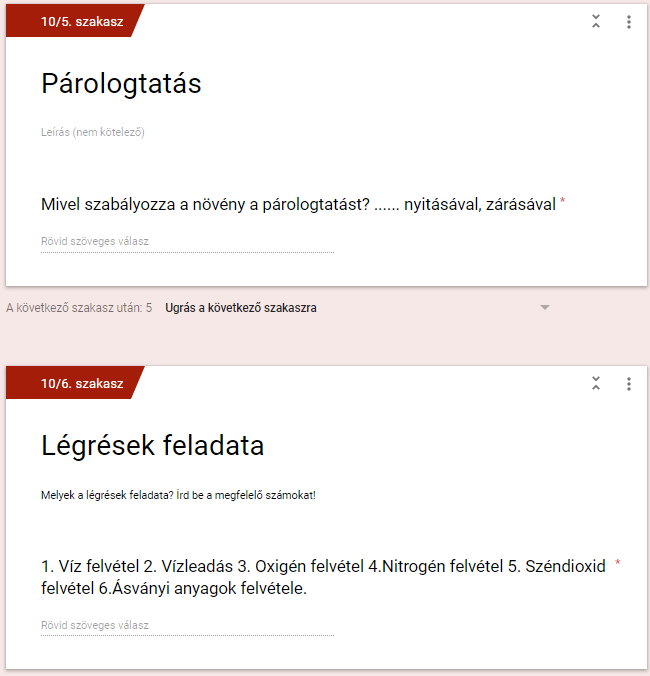 10/5. szakasz
Párologtatás
Leírás (nem kötelező)
Mivel szabályozza a növény a párologtatást? ...... nyitásával, zárásával *
Rövid szöveges válasz
A következő szakasz után: 5 Ugrás a következő szakaszra
10/6. szakasz
Légrések feladata
Melyek a légrések feladata? Írd be a megfelelő számokat!
1. Víz felvétel 2. Vízleadás 3. Oxigén felvétel 4.Nitrogén felvétel 5. Széndioxid *
felvétel 6.Ásványi anyagok felvétele.
Rövid szöveges válasz